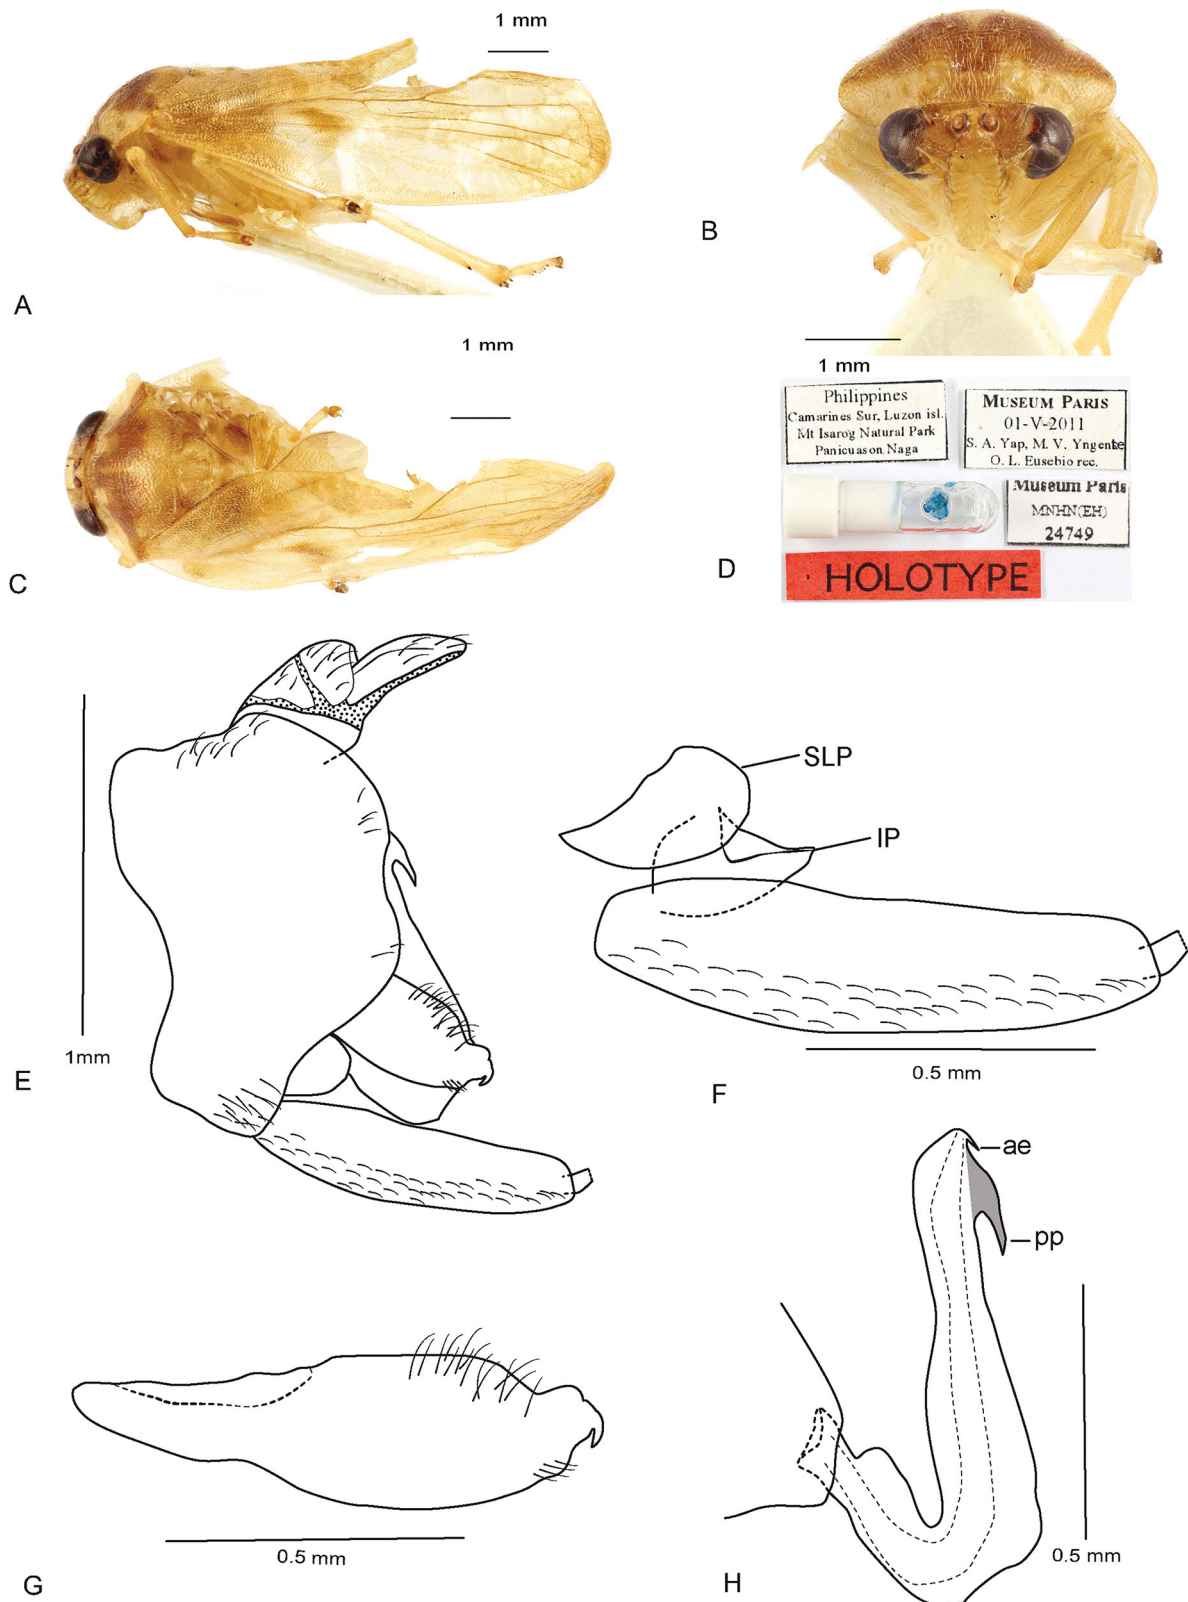 1 mm
A
B
1 mm
1 mm
C
Philippines
Camarines Sur, Luzon isl.
Mt Isarog Natural Park
Panicuason Naga
MUSEUM PARIS
01-V-2011
S. A. Yap, M. V. Yngente
O. L. Eusebio rec.
Museum Paris
MNHN(EH)
24749
D
HOLOTYPE
1mm
E
SLP
IP
0.5 mm
F
ae
pp
0.5 mm
G
0.5 mm
H